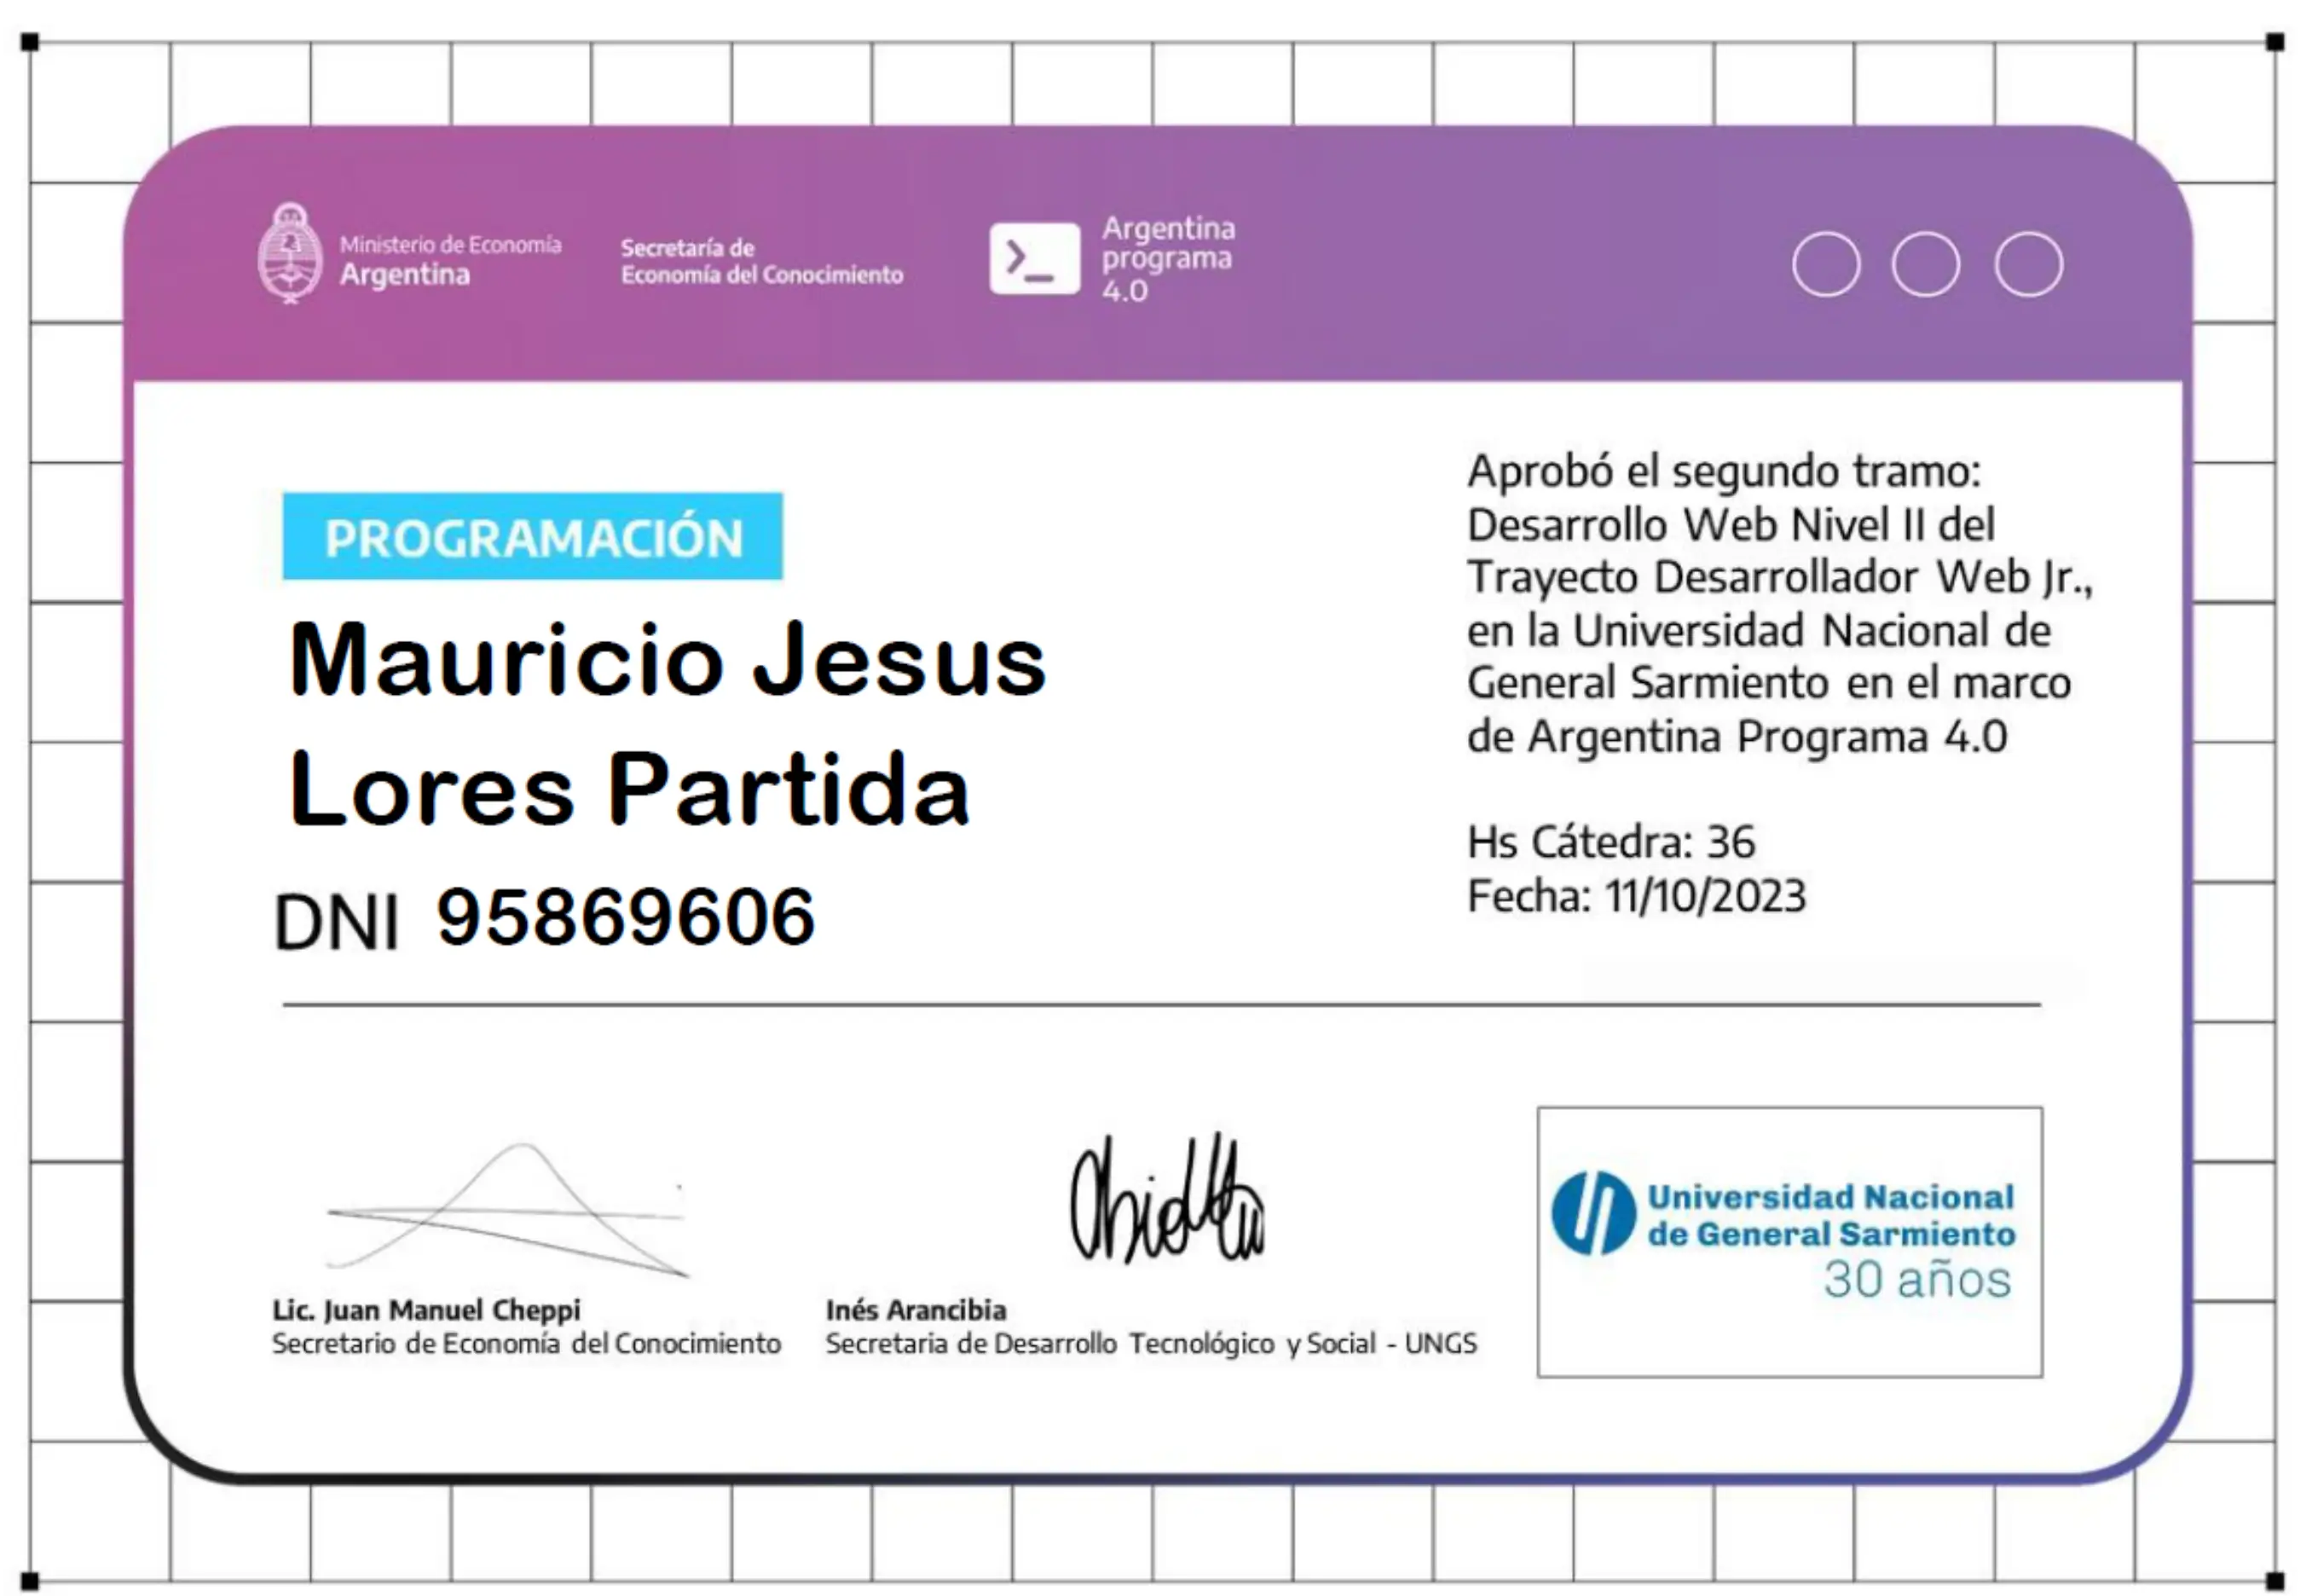 Ministerio de Economía
Argentina
Secretaría de
Economía del Conocimiento
>_
Argentina
programa
4.0
PROGRAMACIÓN
Mauricio Jesus
Lores Partida
DNI 95869606
Aprobó el segundo tramo:
Desarrollo Web Nivel II del
Trayecto Desarrollador Web Jr.,
en la Universidad Nacional de
General Sarmiento en el marco
de Argentina Programa 4.0
Hs Cátedra: 36
Fecha: 11/10/2023
Lic. Juan Manuel Cheppi
Secretario de Economía del Conocimiento
Inés Arancibia
Secretaria de Desarrollo Tecnológico y Social - UNGS
Universidad Nacional
de General Sarmiento
30 años